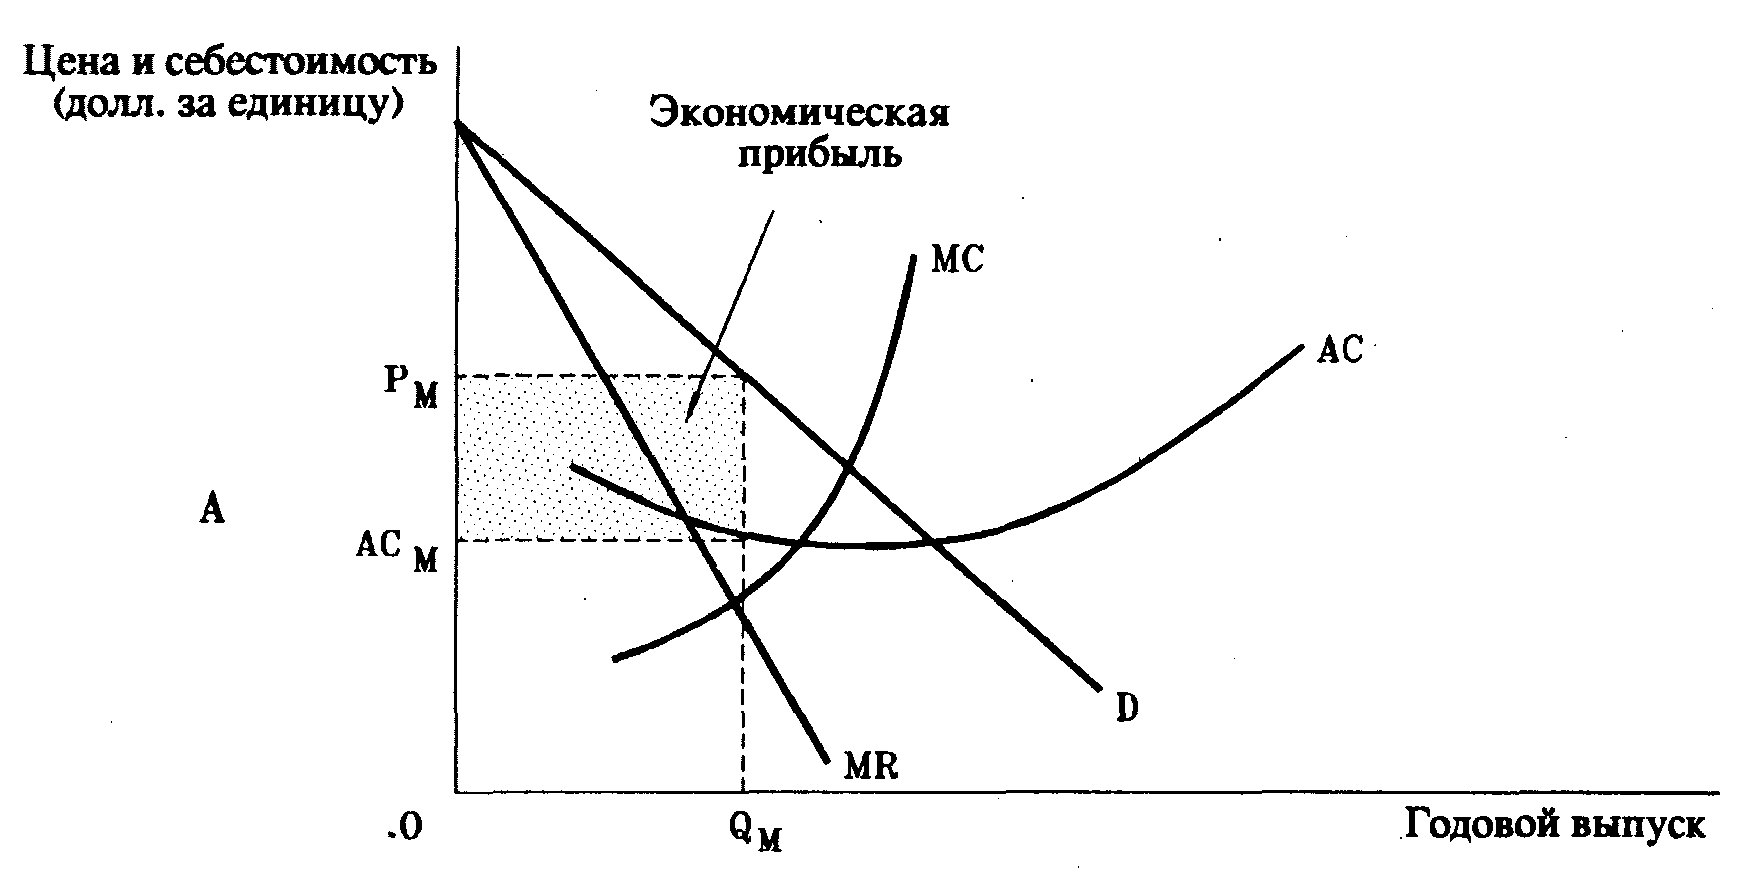 Цена и себестоимость
(долл. за единицу)
Экономическая
прибыль
MC
AC
P M
A
AC M
D
MR
.0
Q M
Годовой выпуск